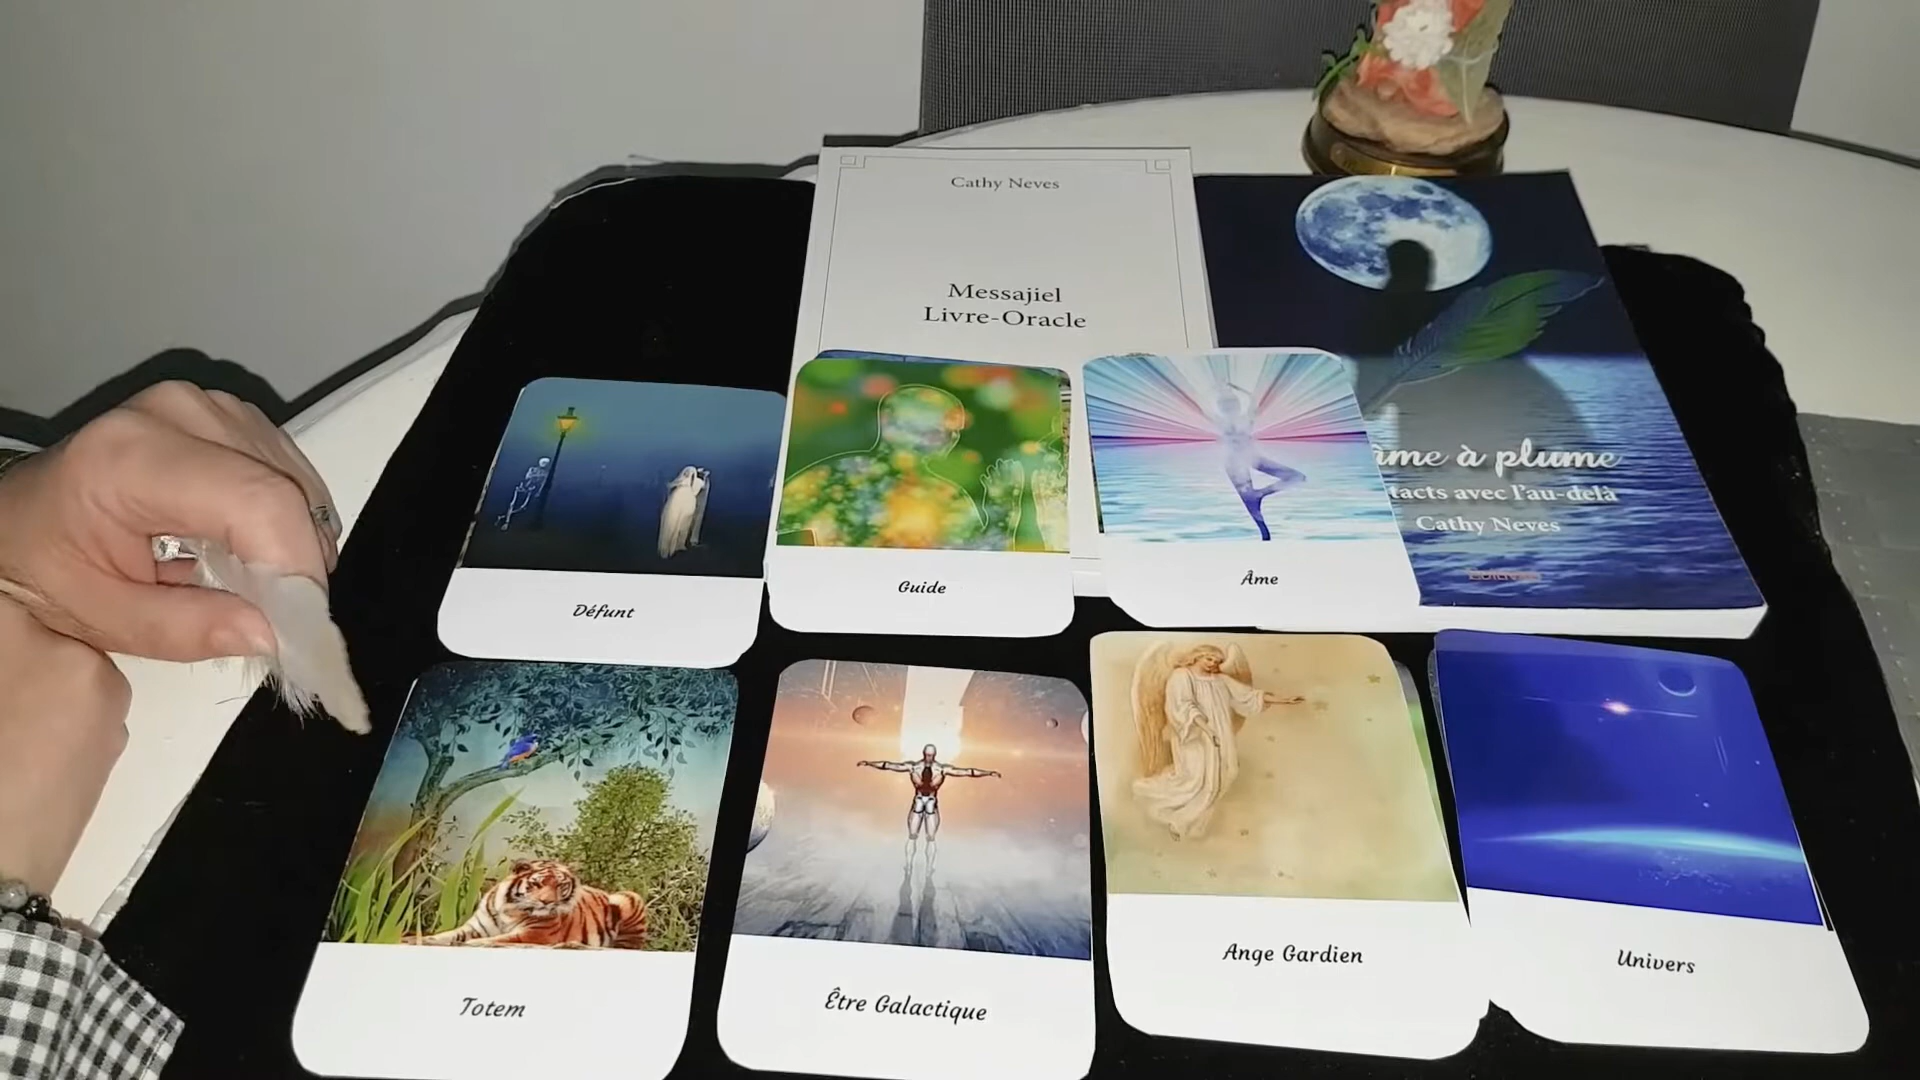 Cathy Neves
Messajiel
Livre-Oracle
âme à plume
tacts avec l'au-delà
Cathy Neves
Défunt
Guide
Âme
Totem
Être Galactique
Ange Gardien
Univers